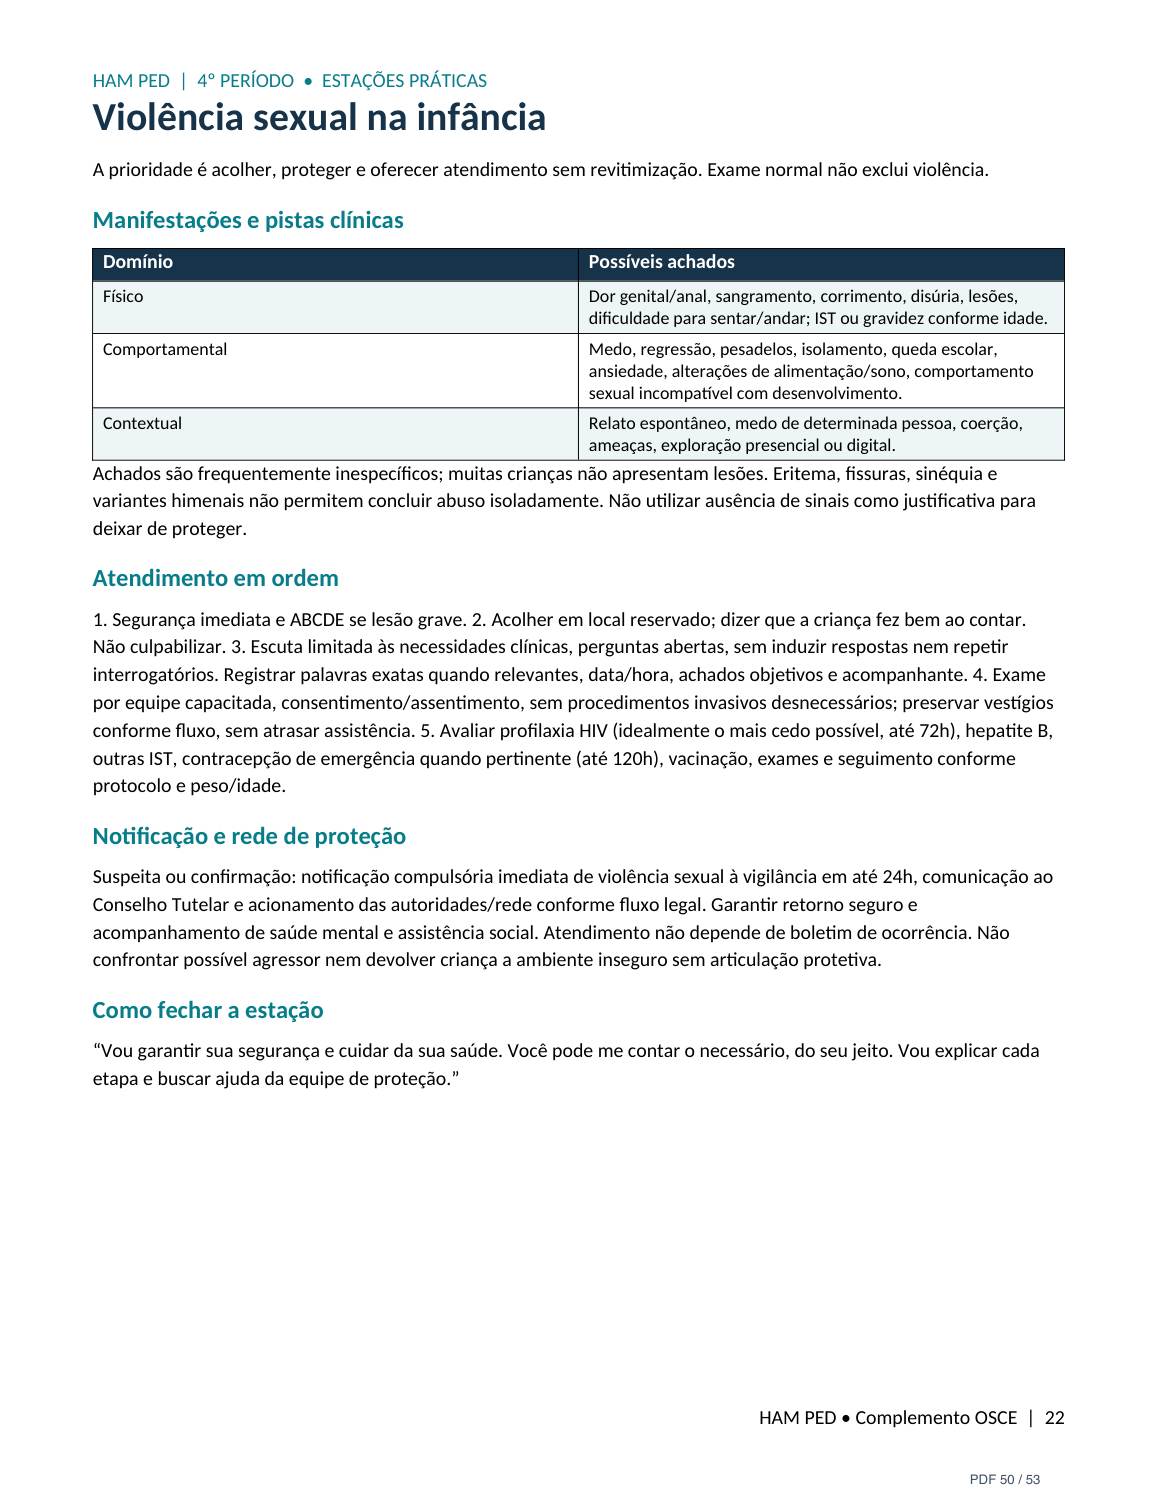 HAM PED | 4º PERÍODO • ESTAÇÕES PRÁTICAS
Violência sexual na infância
A prioridade é acolher, proteger e oferecer atendimento sem revitimização. Exame normal não exclui violência.
Manifestações e pistas clínicas
Domínio
Possíveis achados
Físico
Dor genital/anal, sangramento, corrimento, disúria, lesões,
dificuldade para sentar/andar; IST ou gravidez conforme idade.
Comportamental
Medo, regressão, pesadelos, isolamento, queda escolar,
ansiedade, alterações de alimentação/sono, comportamento
sexual incompatível com desenvolvimento.
Contextual
Relato espontâneo, medo de determinada pessoa, coerção,
ameaças, exploração presencial ou digital.
Achados são frequentemente inespecíficos; muitas crianças não apresentam lesões. Eritema, fissuras, sinéquia e
variantes himenais não permitem concluir abuso isoladamente. Não utilizar ausência de sinais como justificativa para
deixar de proteger.
Atendimento em ordem
1. Segurança imediata e ABCDE se lesão grave. 2. Acolher em local reservado; dizer que a criança fez bem ao contar.
Não culpabilizar. 3. Escuta limitada às necessidades clínicas, perguntas abertas, sem induzir respostas nem repetir
interrogatórios. Registrar palavras exatas quando relevantes, data/hora, achados objetivos e acompanhante. 4. Exame
por equipe capacitada, consentimento/assentimento, sem procedimentos invasivos desnecessários; preservar vestígios
conforme fluxo, sem atrasar assistência. 5. Avaliar profilaxia HIV (idealmente o mais cedo possível, até 72h), hepatite B,
outras IST, contracepção de emergência quando pertinente (até 120h), vacinação, exames e seguimento conforme
protocolo e peso/idade.
Notificação e rede de proteção
Suspeita ou confirmação: notificação compulsória imediata de violência sexual à vigilância em até 24h, comunicação ao
Conselho Tutelar e acionamento das autoridades/rede conforme fluxo legal. Garantir retorno seguro e
acompanhamento de saúde mental e assistência social. Atendimento não depende de boletim de ocorrência. Não
confrontar possível agressor nem devolver criança a ambiente inseguro sem articulação protetiva.
Como fechar a estação
“Vou garantir sua segurança e cuidar da sua saúde. Você pode me contar o necessário, do seu jeito. Vou explicar cada
etapa e buscar ajuda da equipe de proteção.”
HAM PED • Complemento OSCE | 22
PDF 50 / 53